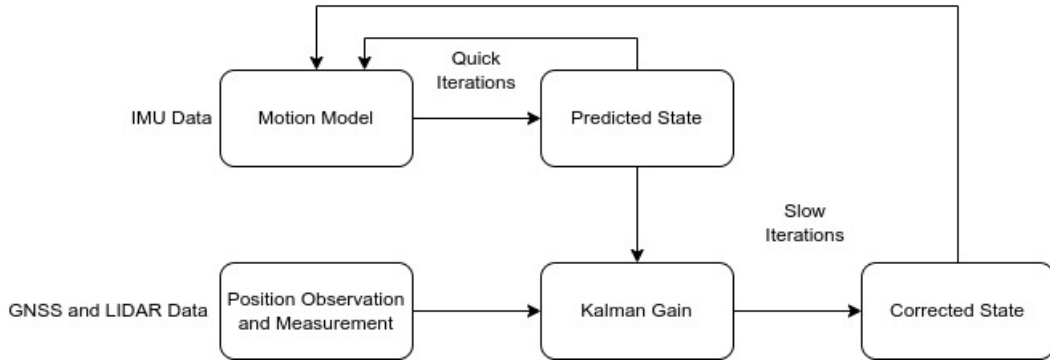 Quick
Iterations
IMU Data
Motion Model
Predicted State
Slow
Iterations
GNSS and LIDAR Data
Position Observation
and Measurement
Kalman Gain
Corrected State